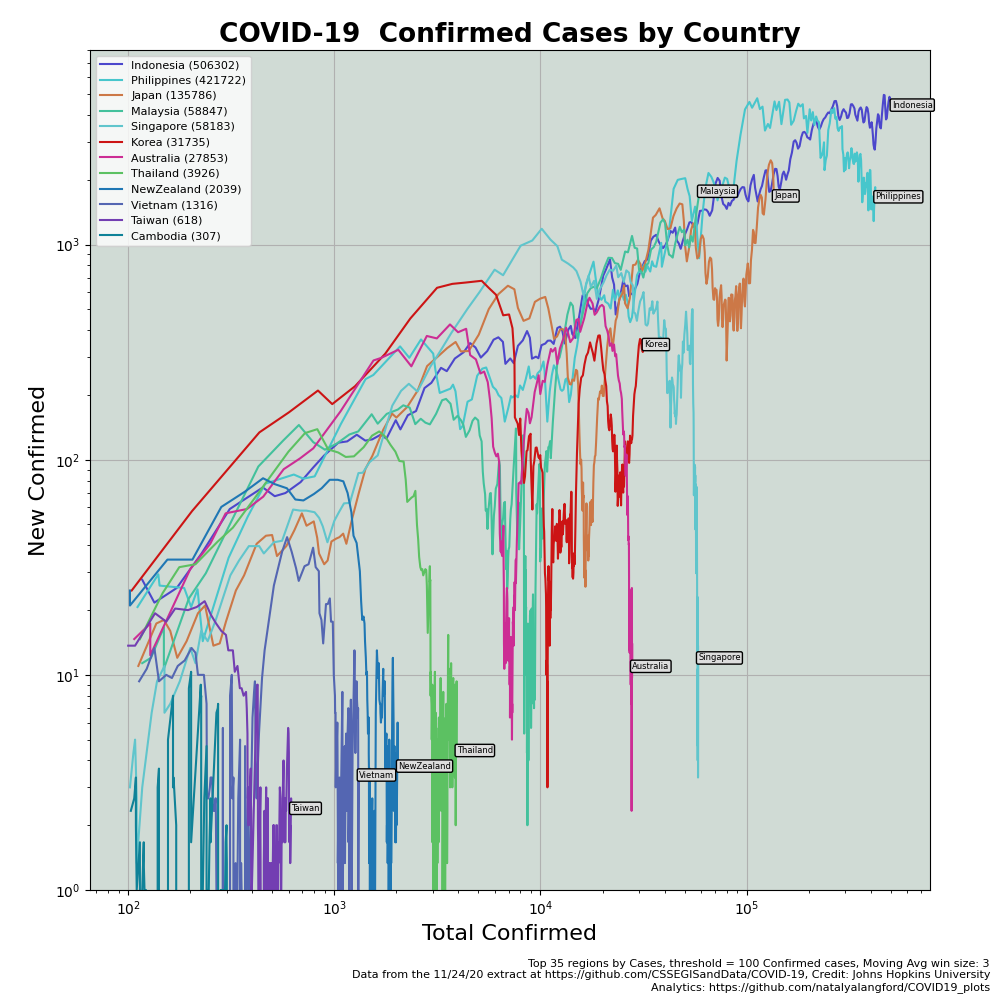 COVID-19  Confirmed Cases by Country
Indonesia (506302)
Philippines (421722)
Japan (135786)
Malaysia (58847)
Singapore (58183)
Korea (31735)
Australia (27853)
Thailand (3926)
NewZealand (2039)
Vietnam (1316)
Taiwan (618)
Cambodia (307)
Indonesia
Malaysia
Japan
Philippines
Korea
Singapore
Australia
Thailand
NewZealand
Vietnam
Taiwan
New Confirmed
10³
10²
10¹
10⁰
10²
10³
10⁴
10⁵
Total Confirmed
Top 35 regions by Cases, threshold = 100 Confirmed cases, Moving Avg win size: 3
Data from the 11/24/20 extract at https://github.com/CSSEGISandData/COVID-19, Credit: Johns Hopkins University
Analytics: https://github.com/natalyalangford/COVID19_plots